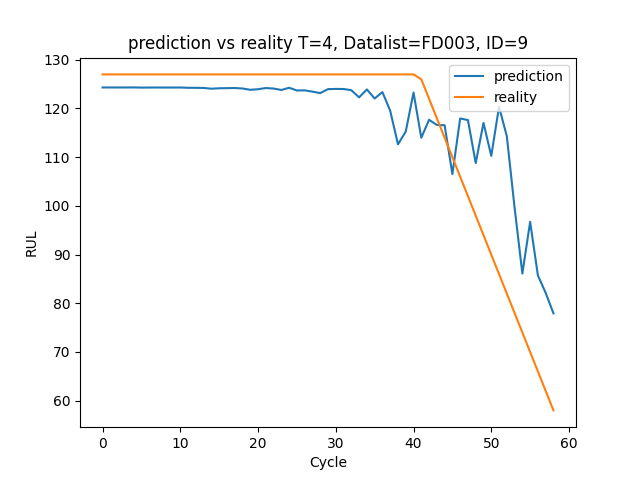 prediction vs reality T=4, Datalist=FD003, ID=9
prediction
reality
RUL
130
120
110
100
90
80
70
60
0 10 20 30 40 50 60
Cycle